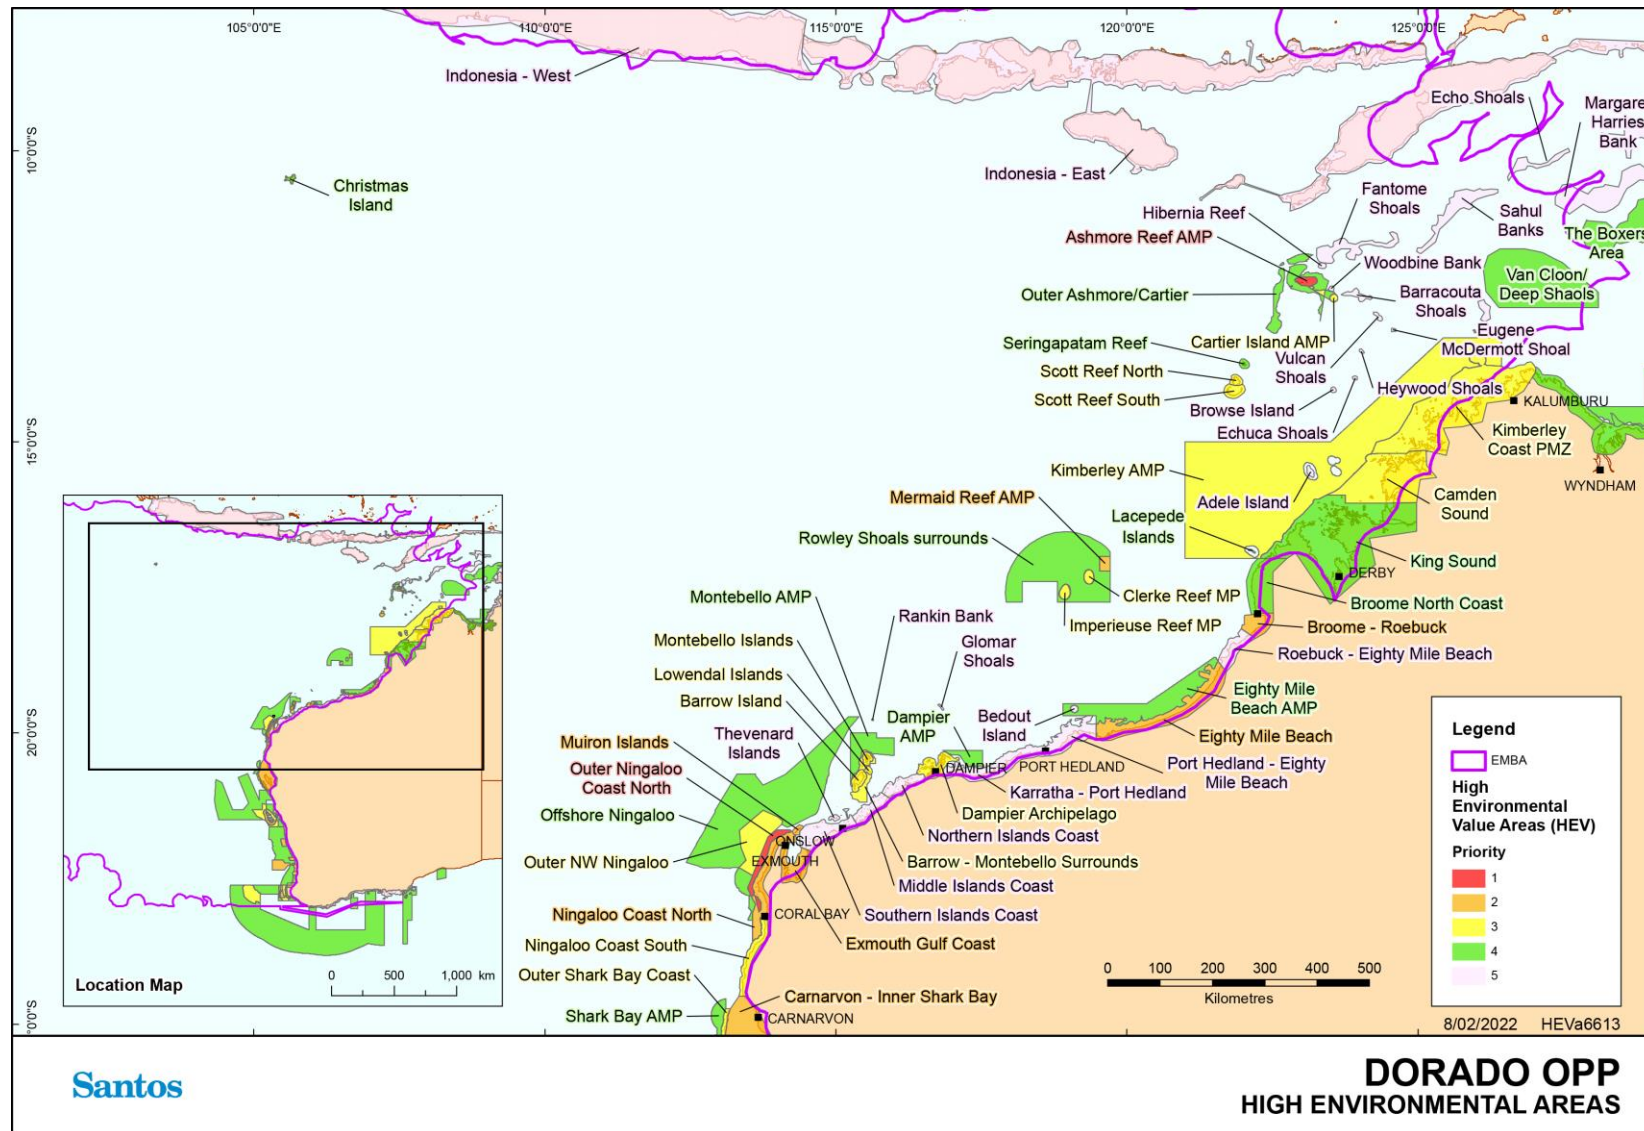 105°0'0"E
110°0'0"E
115°0'0"E
120°0'0"E
125°0'0"E
10°0'0"S
15°0'0"S
20°0'0"S
°0'0"S
Indonesia - West
Echo Shoals
Margare
Harries
Bank
Indonesia - East
Christmas
Island
Fantome
Shoals
Hibernia Reef
Sahul
Banks
Ashmore Reef AMP
The Boxers
Area
Woodbine Bank
Van Cloon/
Deep Shaols
Outer Ashmore/Cartier
Barracouta
Shoals
Eugene
McDermott Shoal
Cartier Island AMP
Seringapatam Reef
Vulcan
Shoals
Scott Reef North
Heywood Shoals
Scott Reef South
Browse Island
KALUMBURU
Echuca Shoals
Kimberley
Coast PMZ
Kimberley AMP
WYNDHAM
Mermaid Reef AMP
Adele Island
Camden
Sound
Lacepede
Islands
Rowley Shoals surrounds
King Sound
DERBY
Clerke Reef MP
Broome North Coast
Montebello AMP
Rankin Bank
Imperieuse Reef MP
Broome - Roebuck
Montebello Islands
Glomar
Shoals
Roebuck - Eighty Mile Beach
Lowendal Islands
Barrow Island
Eighty Mile
Beach AMP
Dampier
AMP
Bedout
Island
Thevenard
Islands
Eighty Mile Beach
Muiron Islands
DAMPIER
PORT HEDLAND
Port Hedland - Eighty
Mile Beach
Outer Ningaloo
Coast North
Karratha - Port Hedland
Offshore Ningaloo
Dampier Archipelago
ONSLOW
Northern Islands Coast
Outer NW Ningaloo
EXMOUTH
Barrow - Montebello Surrounds
Middle Islands Coast
Ningaloo Coast North
CORAL BAY
Southern Islands Coast
Ningaloo Coast South
Exmouth Gulf Coast
Outer Shark Bay Coast
Carnarvon - Inner Shark Bay
Shark Bay AMP
CARNARVON
0 100 200 300 400 500
Kilometres
Location Map
0 500 1,000 km
Legend
EMBA
High
Environmental
Value Areas (HEV)
Priority
1
2
3
4
5
8/02/2022 HEVa6613
Santos
DORADO OPP
HIGH ENVIRONMENTAL AREAS